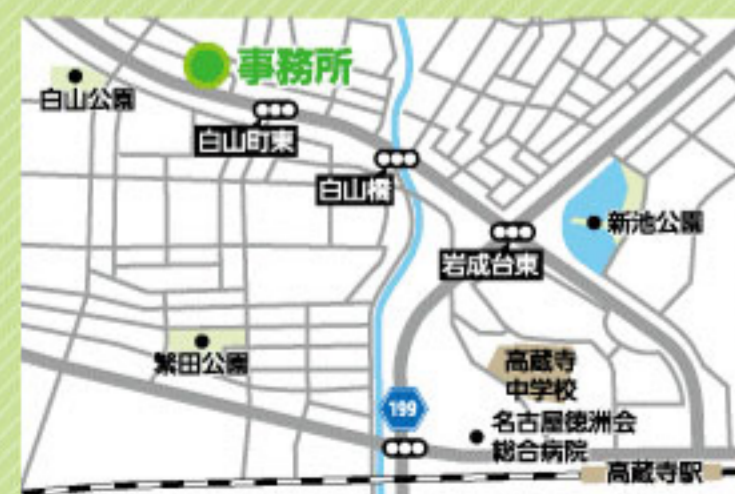 事務所
白山公園
白山町東
白山橋
新池公園
岩成台東
繁田公園
高蔵寺
中学校
199
名古屋徳洲会
総合病院
高蔵寺駅